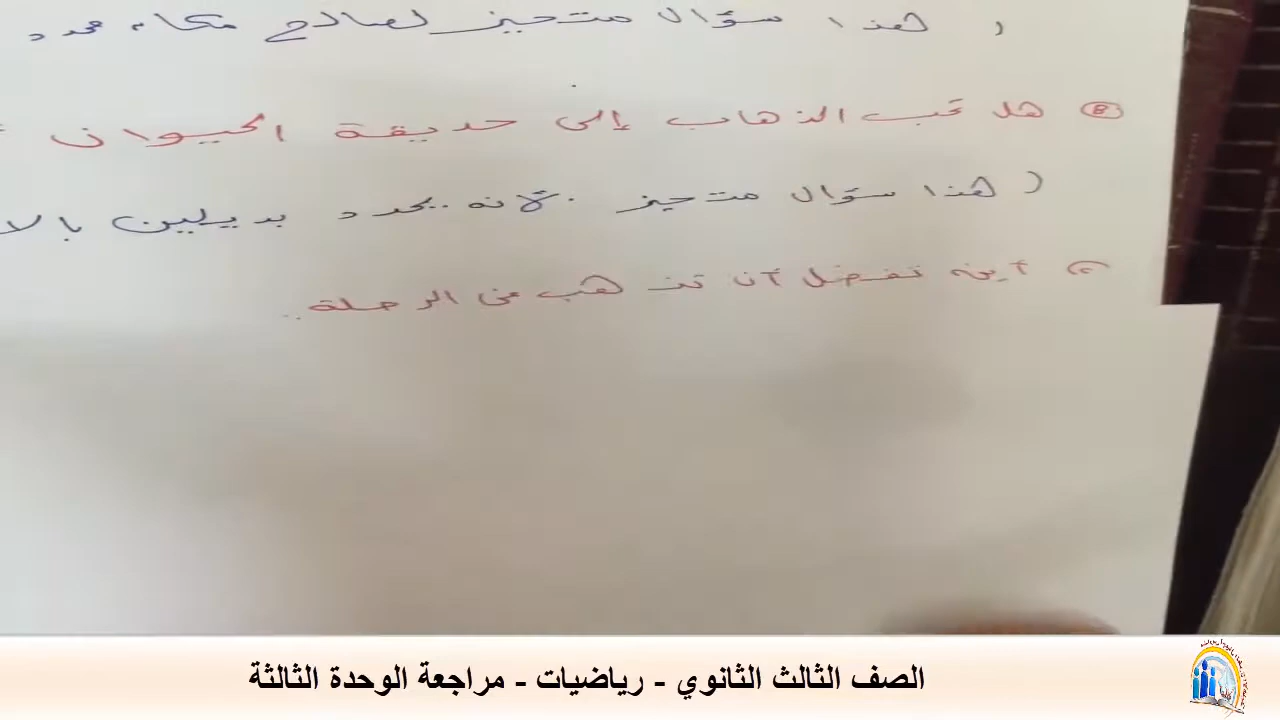 ( هذا سؤال متحيز لصالح مكان محدد
B هل تحب الذهاب إلى حديقة الحيوان
( هذا سؤال متحيز لانه يحدد بديلين
C أين تفضل أن تذهب في الرحلة ..
الصف الثالث الثانوي - رياضيات - مراجعة الوحدة الثالثة